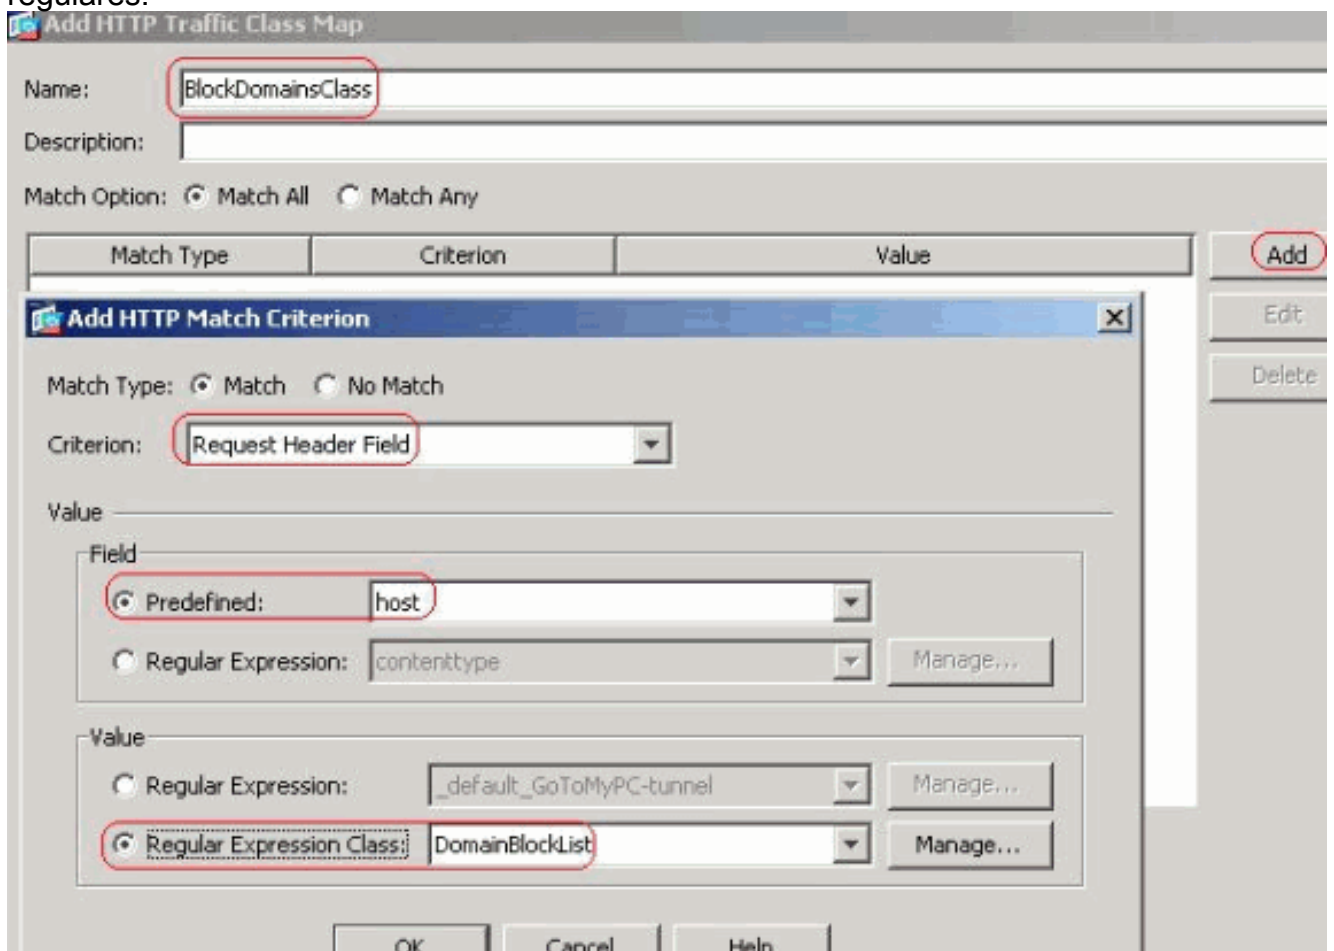 regulares.
Add HTTP Traffic Class Map
Name: BlockDomainsClass
Description:
Match Option: Match All Match Any
Match Type Criterion Value
Add
Add HTTP Match Criterion
Edit
Match Type: Match No Match
Delete
Criterion: Request Header Field
Value
Field
Predefined: host
Regular Expression: contenttype Manage...
Value
Regular Expression: _default_GoToMyPC-tunnel Manage...
Regular Expression Class: DomainBlockList Manage...
OK Cancel Help